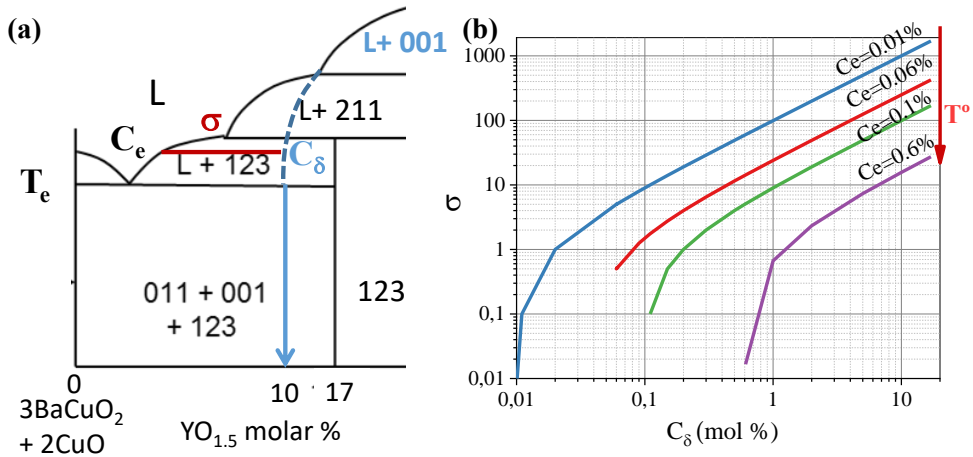 (a)
L+ 001
L
σ
L+ 211
Ce
Cδ
L + 123
Te
011 + 001
+ 123
123
0
10
17
3BaCuO2
+ 2CuO
YO1.5 molar %
(b)
1000
100
10
1
0,1
0,01
σ
Ce=0.01%
Ce=0.06%
Ce=0.1%
Ce=0.6%
Tº
0,01
0,1
1
10
Cδ (mol %)